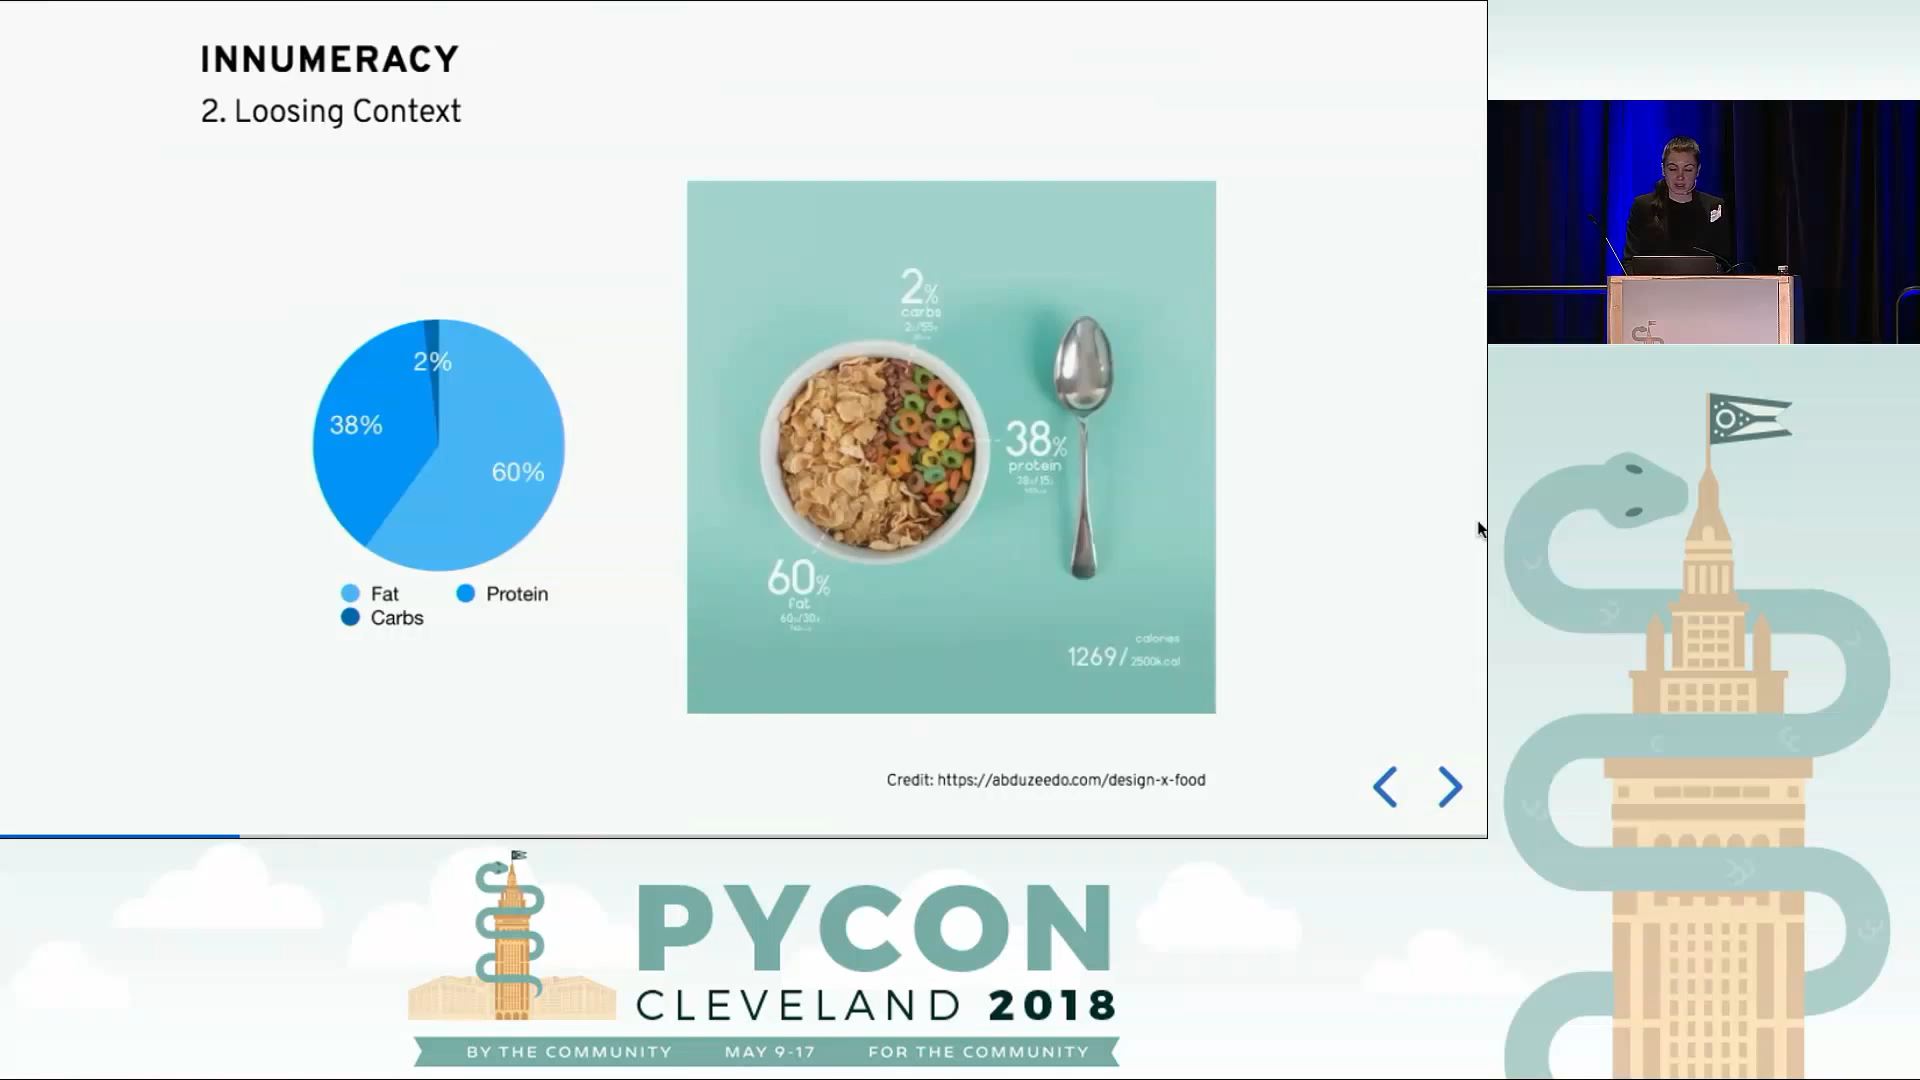 INNUMERACY
2. Loosing Context
2%
38%
60%
Fat
Protein
Carbs
2%
carbs
38%
protein
60%
fat
calories
1269/2500kcal
Credit: https://abduzeedo.com/design-x-food
PYCON
CLEVELAND 2018
BY THE COMMUNITY MAY 9-17 FOR THE COMMUNITY